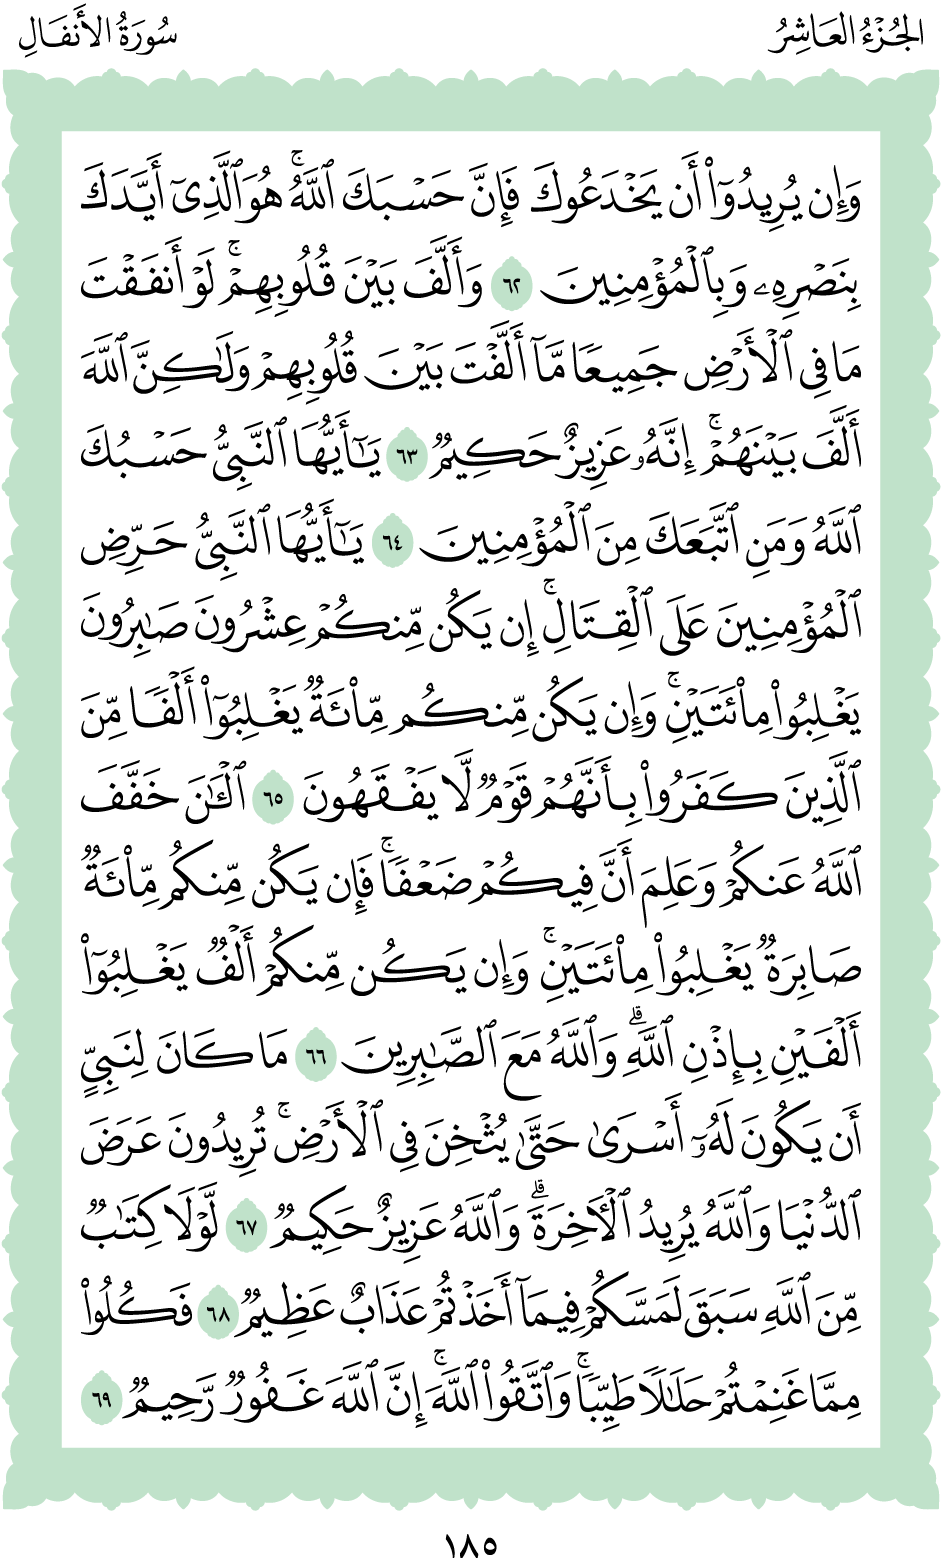 الجُزْءُ العَاشِرُ
سُورَةُ الأَنفَالِ
وَإِن يُرِيدُوٓا۟ أَن يَخْدَعُوكَ فَإِنَّ حَسْبَكَ ٱللَّهُ ۚ هُوَ ٱلَّذِىٓ أَيَّدَكَ
بِنَصْرِهِۦ وَبِٱلْمُؤْمِنِينَ ٦٢ وَأَلَّفَ بَيْنَ قُلُوبِهِمْ ۚ لَوْ أَنفَقْتَ
مَا فِى ٱلْأَرْضِ جَمِيعًا مَّآ أَلَّفْتَ بَيْنَ قُلُوبِهِمْ وَلَٰكِنَّ ٱللَّهَ
أَلَّفَ بَيْنَهُمْ ۚ إِنَّهُۥ عَزِيزٌ حَكِيمٌ ٦٣ يَٰٓأَيُّهَا ٱلنَّبِىُّ حَسْبُكَ
ٱللَّهُ وَمَنِ ٱتَّبَعَكَ مِنَ ٱلْمُؤْمِنِينَ ٦٤ يَٰٓأَيُّهَا ٱلنَّبِىُّ حَرِّضِ
ٱلْمُؤْمِنِينَ عَلَى ٱلْقِتَالِ ۚ إِن يَكُن مِّنكُمْ عِشْرُونَ صَٰبِرُونَ
يَغْلِبُوا۟ مِا۟ئَتَيْنِ ۚ وَإِن يَكُن مِّنكُم مِّا۟ئَةٌ يَغْلِبُوٓا۟ أَلْفًا مِّنَ
ٱلَّذِينَ كَفَرُوا۟ بِأَنَّهُمْ قَوْمٌ لَّا يَفْقَهُونَ ٦٥ ٱلْـَٰٔنَ خَفَّفَ
ٱللَّهُ عَنكُمْ وَعَلِمَ أَنَّ فِيكُمْ ضَعْفًا ۚ فَإِن يَكُن مِّنكُم مِّا۟ئَةٌ
صَابِرَةٌ يَغْلِبُوا۟ مِا۟ئَتَيْنِ ۚ وَإِن يَكُن مِّنكُمْ أَلْفٌ يَغْلِبُوٓا۟
أَلْفَيْنِ بِإِذْنِ ٱللَّهِ ۗ وَٱللَّهُ مَعَ ٱلصَّٰبِرِينَ ٦٦ مَا كَانَ لِنَبِىٍّ
أَن يَكُونَ لَهُۥٓ أَسْرَىٰ حَتَّىٰ يُثْخِنَ فِى ٱلْأَرْضِ ۚ تُرِيدُونَ عَرَضَ
ٱلدُّنْيَا وَٱللَّهُ يُرِيدُ ٱلْـَٔاخِرَةَ ۗ وَٱللَّهُ عَزِيزٌ حَكِيمٌ ٦٧ لَّوْلَا كِتَٰبٌ
مِّنَ ٱللَّهِ سَبَقَ لَمَسَّكُمْ فِيمَآ أَخَذْتُمْ عَذَابٌ عَظِيمٌ ٦٨ فَكُلُوا۟
مِمَّا غَنِمْتُمْ حَلَٰلًا طَيِّبًا ۚ وَٱتَّقُوا۟ ٱللَّهَ ۚ إِنَّ ٱللَّهَ غَفُورٌ رَّحِيمٌ ٦٩
١٨٥